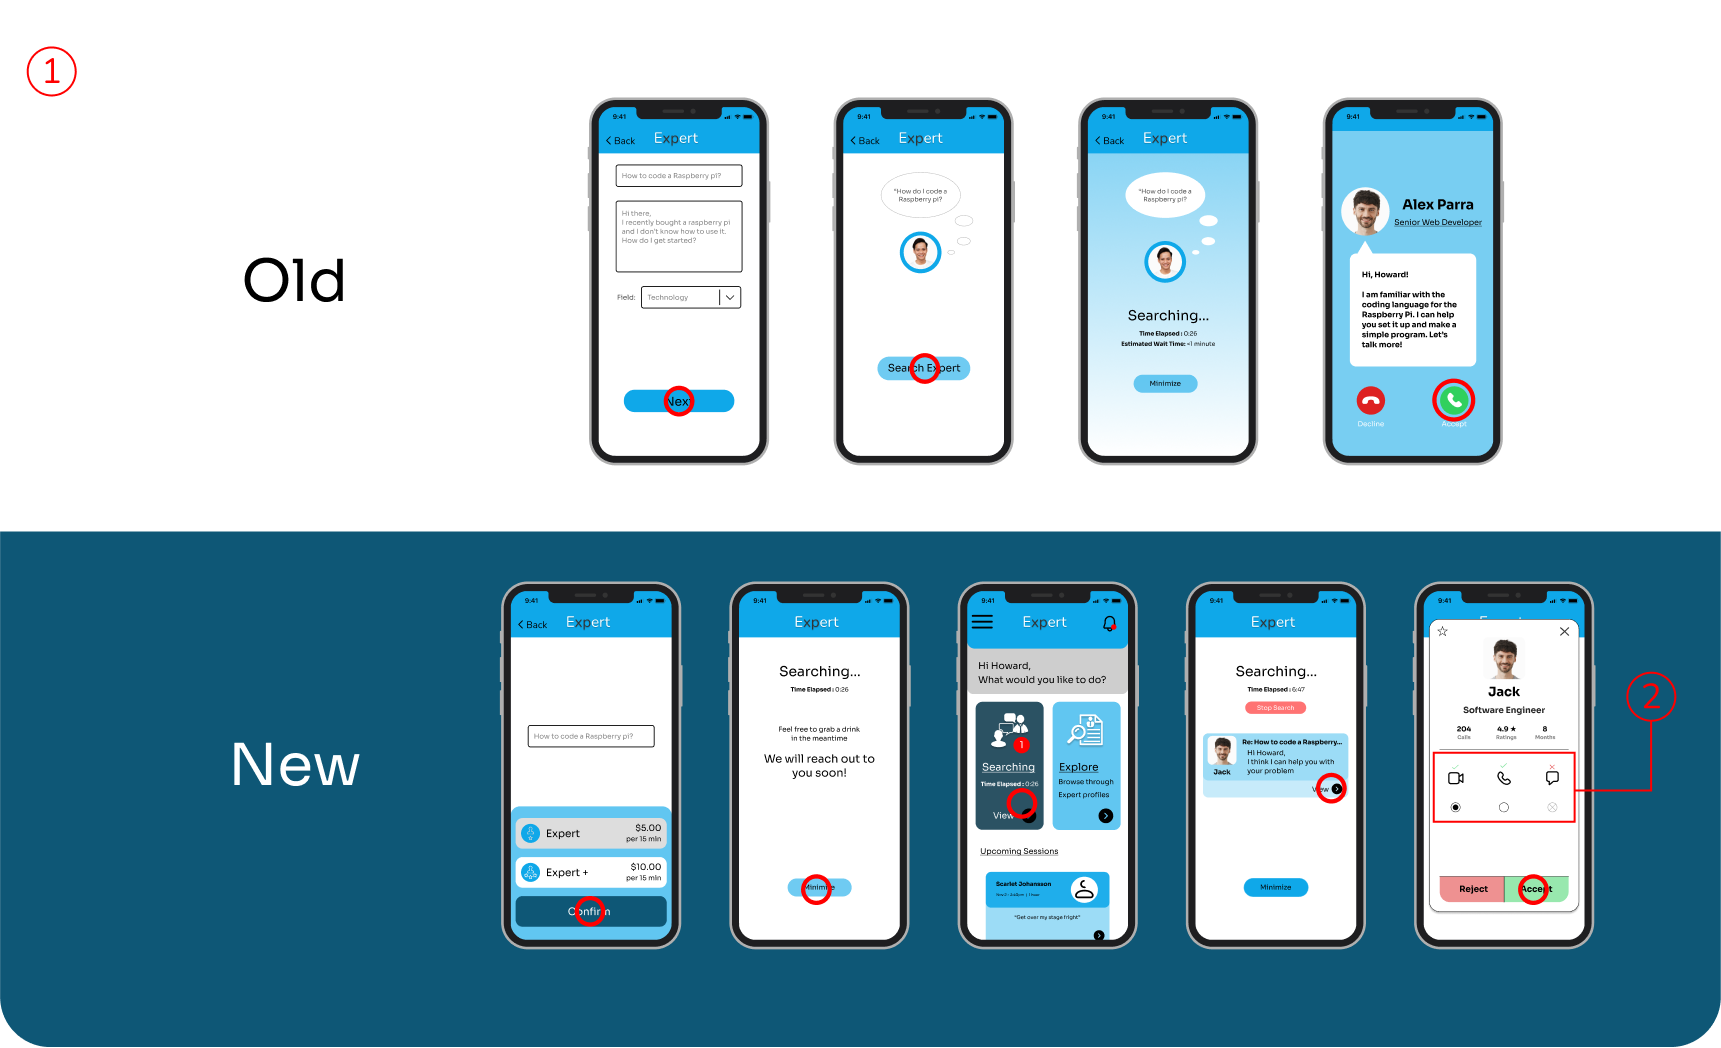 1
Old
9:41
Back
Expert
How to code a Raspberry pi?
Hi there,
I recently bought a raspberry pi
and I don't know how to use it.
How do I get started?
Field:
Technology
Next
9:41
Back
Expert
"How do I code a
Raspberry pi?
Search Expert
9:41
Back
Expert
"How do I code a
Raspberry pi?
Searching...
Time Elapsed : 0:26
Estimated Wait Time: <1 minute
Minimize
9:41
Alex Parra
Senior Web Developer
Hi, Howard!
I am familiar with the
coding language for the
Raspberry Pi. I can help
you set it up and make a
simple program. Let's
talk more!
Decline
Accept
New
9:41
Back
Expert
How to code a Raspberry pi?
Expert
$5.00
per 15 min
Expert +
$10.00
per 15 min
Confirm
9:41
Expert
Searching...
Time Elapsed : 0:26
Feel free to grab a drink
in the meantime
We will reach out to
you soon!
Minimize
9:41
Expert
Hi Howard,
What would you like to do?
1
Searching
Time Elapsed : 0:26
View
Explore
Browse through
Expert profiles
Upcoming Sessions
Scarlet Johansson
"Get over my stage fright"
9:41
Expert
Searching...
Time Elapsed : 6:47
Stop Search
Re: How to code a Raspberry...
Hi Howard,
I think I can help you with
your problem
Jack
View
Minimize
9:41
Jack
Software Engineer
204
Calls
4.9 ★
Ratings
8
Months
Reject
Accept
2